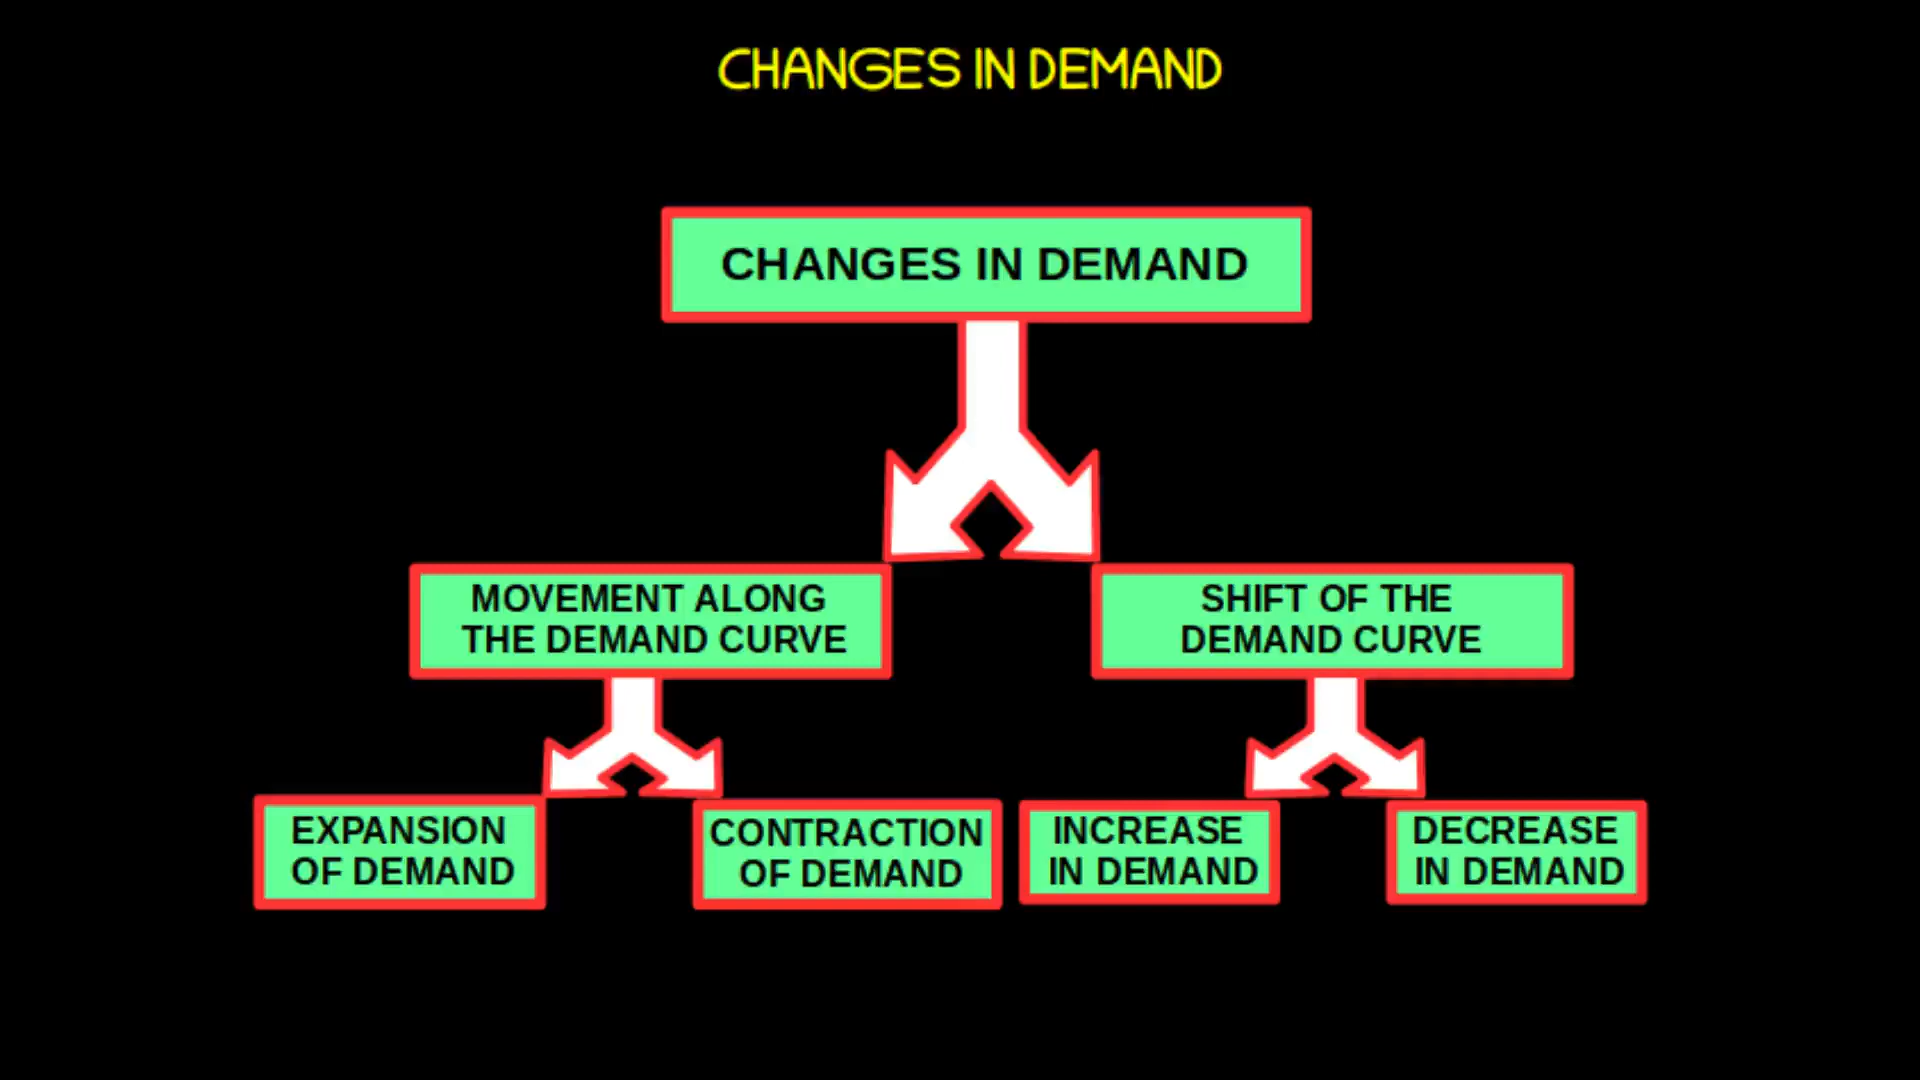 CHANGES IN DEMAND
CHANGES IN DEMAND
MOVEMENT ALONG
THE DEMAND CURVE
SHIFT OF THE
DEMAND CURVE
EXPANSION
OF DEMAND
CONTRACTION
OF DEMAND
INCREASE
IN DEMAND
DECREASE
IN DEMAND